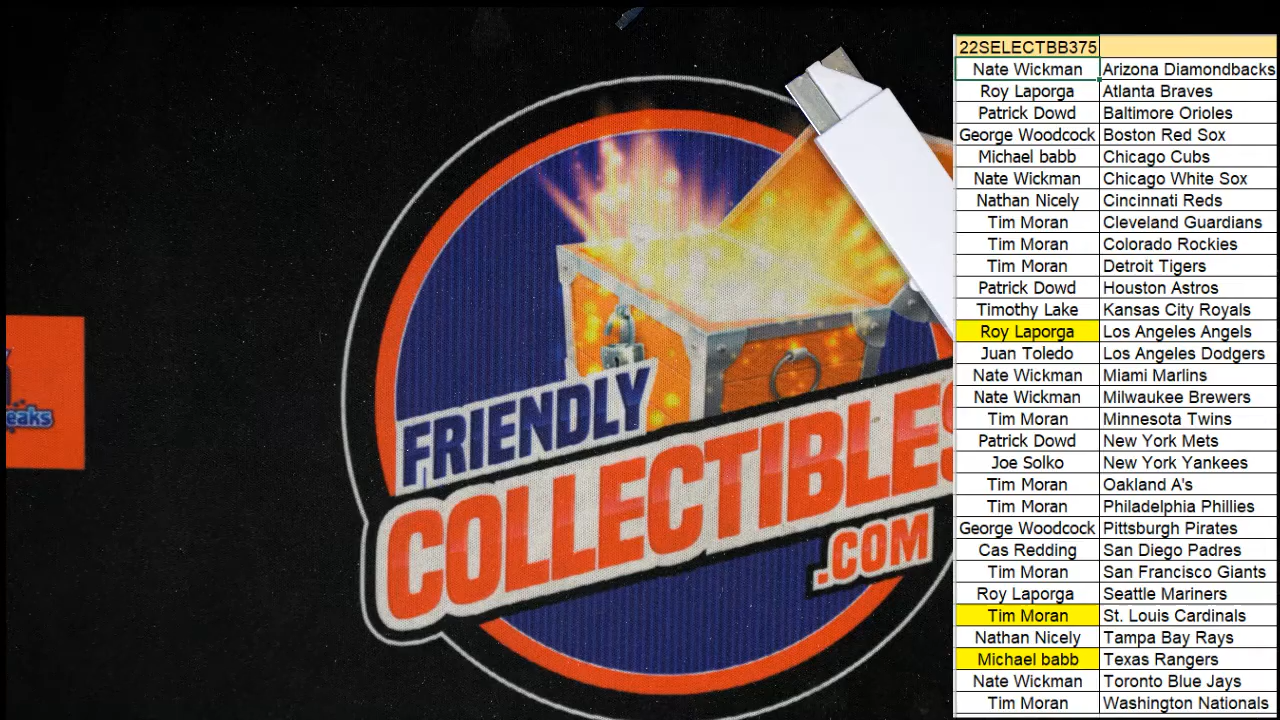 eaks
FRIENDLY
COLLECTIBLES
.COM
22SELECTBB375
Nate Wickman Arizona Diamondbacks
Roy Laporga Atlanta Braves
Patrick Dowd Baltimore Orioles
George Woodcock Boston Red Sox
Michael babb Chicago Cubs
Nate Wickman Chicago White Sox
Nathan Nicely Cincinnati Reds
Tim Moran Cleveland Guardians
Tim Moran Colorado Rockies
Tim Moran Detroit Tigers
Patrick Dowd Houston Astros
Timothy Lake Kansas City Royals
Roy Laporga Los Angeles Angels
Juan Toledo Los Angeles Dodgers
Nate Wickman Miami Marlins
Nate Wickman Milwaukee Brewers
Tim Moran Minnesota Twins
Patrick Dowd New York Mets
Joe Solko New York Yankees
Tim Moran Oakland A's
Tim Moran Philadelphia Phillies
George Woodcock Pittsburgh Pirates
Cas Redding San Diego Padres
Tim Moran San Francisco Giants
Roy Laporga Seattle Mariners
Tim Moran St. Louis Cardinals
Nathan Nicely Tampa Bay Rays
Michael babb Texas Rangers
Nate Wickman Toronto Blue Jays
Tim Moran Washington Nationals